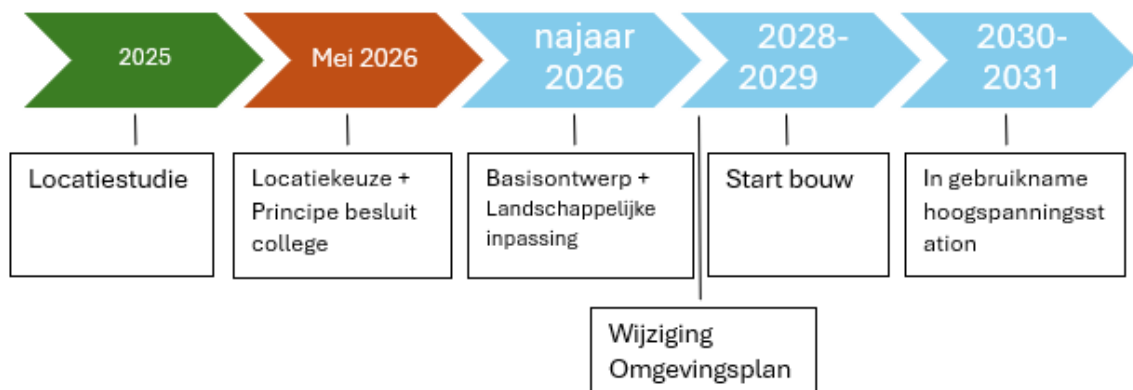 2025
Mei 2026
najaar
2026
2028-
2029
2030-
2031
Locatiestudie
Locatiekeuze +
Principe besluit
college
Basisontwerp +
Landschappelijke
inpassing
Start bouw
In gebruikname
hoogspanningsst
ation
Wijziging
Omgevingsplan